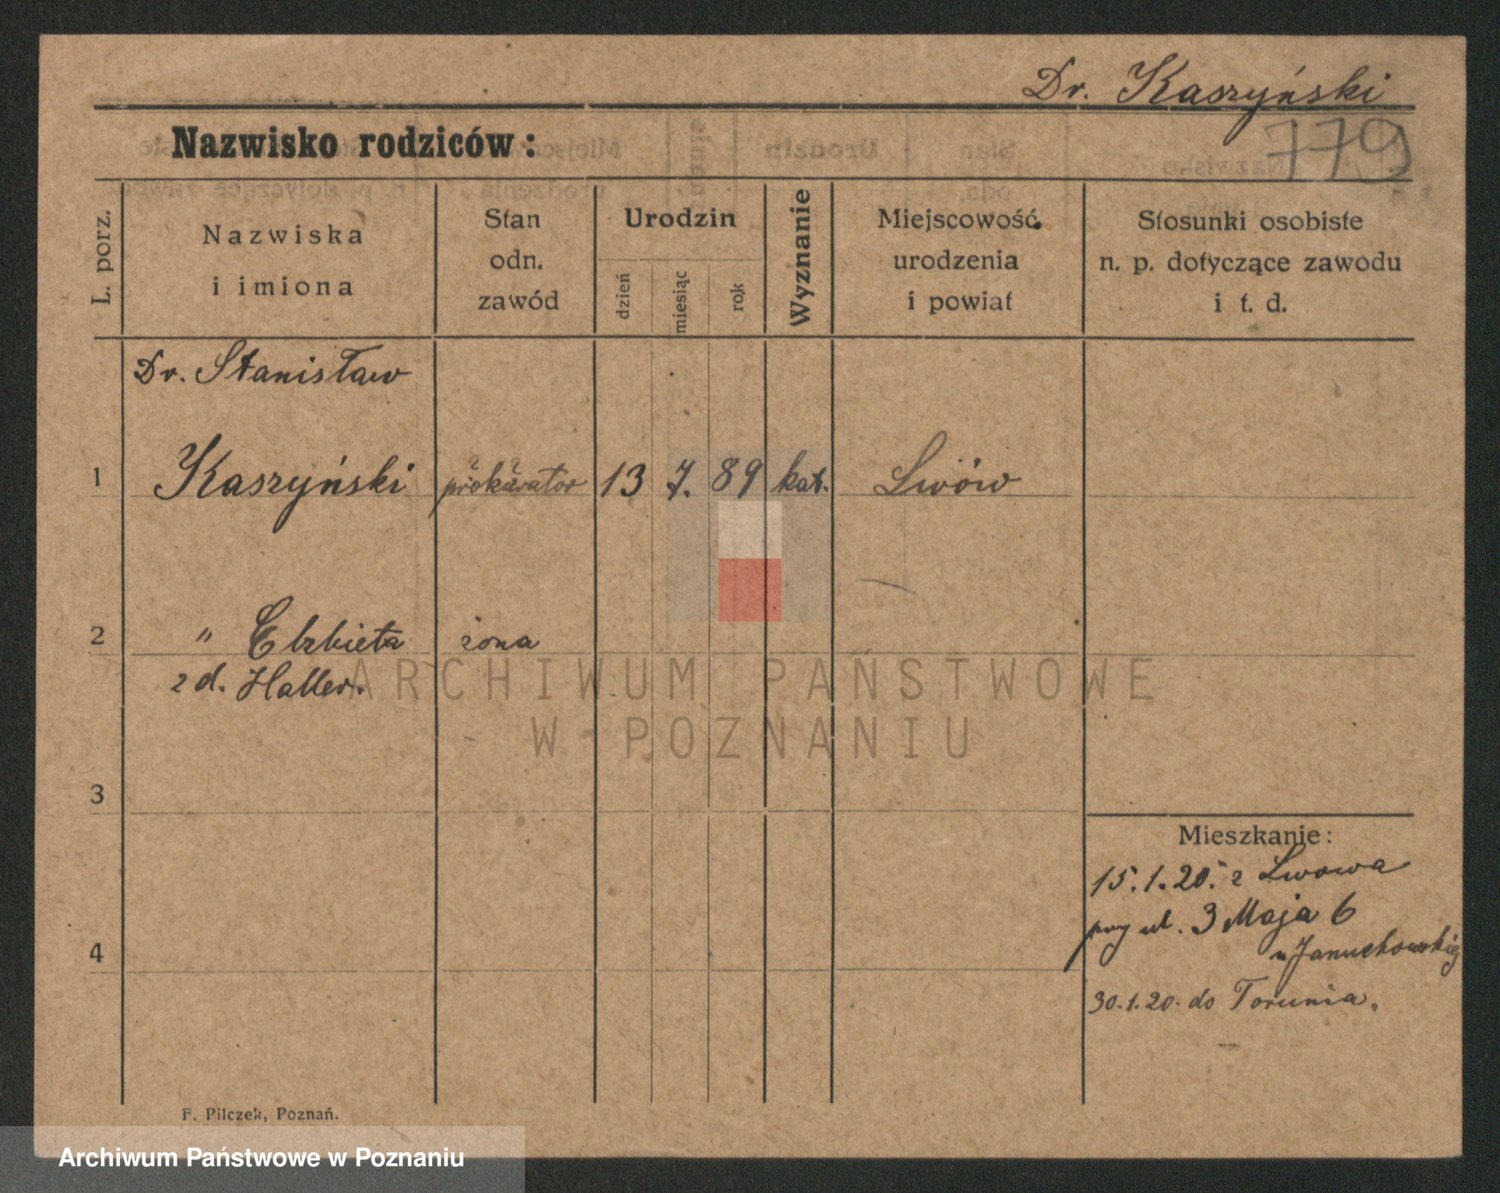 Dr. Kaszyński
779
Nazwisko rodziców:
L. porz.
Nazwiska
i imiona
Stan
odn.
zawód
Urodzin
dzień
miesiąc
rok
Wyznanie
Miejscowość
urodzenia
i powiat
Stosunki osobiste
n. p. dotyczące zawodu
i t. d.
Dr. Stanisław
1 Kaszyński prokurator 13 7. 89 kat. Lwów
2 " Elżbieta żona
z d. Haller.
3
Mieszkanie:
15.1.20. z Lwowa
przy ul. 3 Maja 6
u Januchowskiej
4
30.1.20. do Torunia.
F. Pilczek, Poznań.
ARCHIWUM PAŃSTWOWE
W POZNANIU
Archiwum Państwowe w Poznaniu